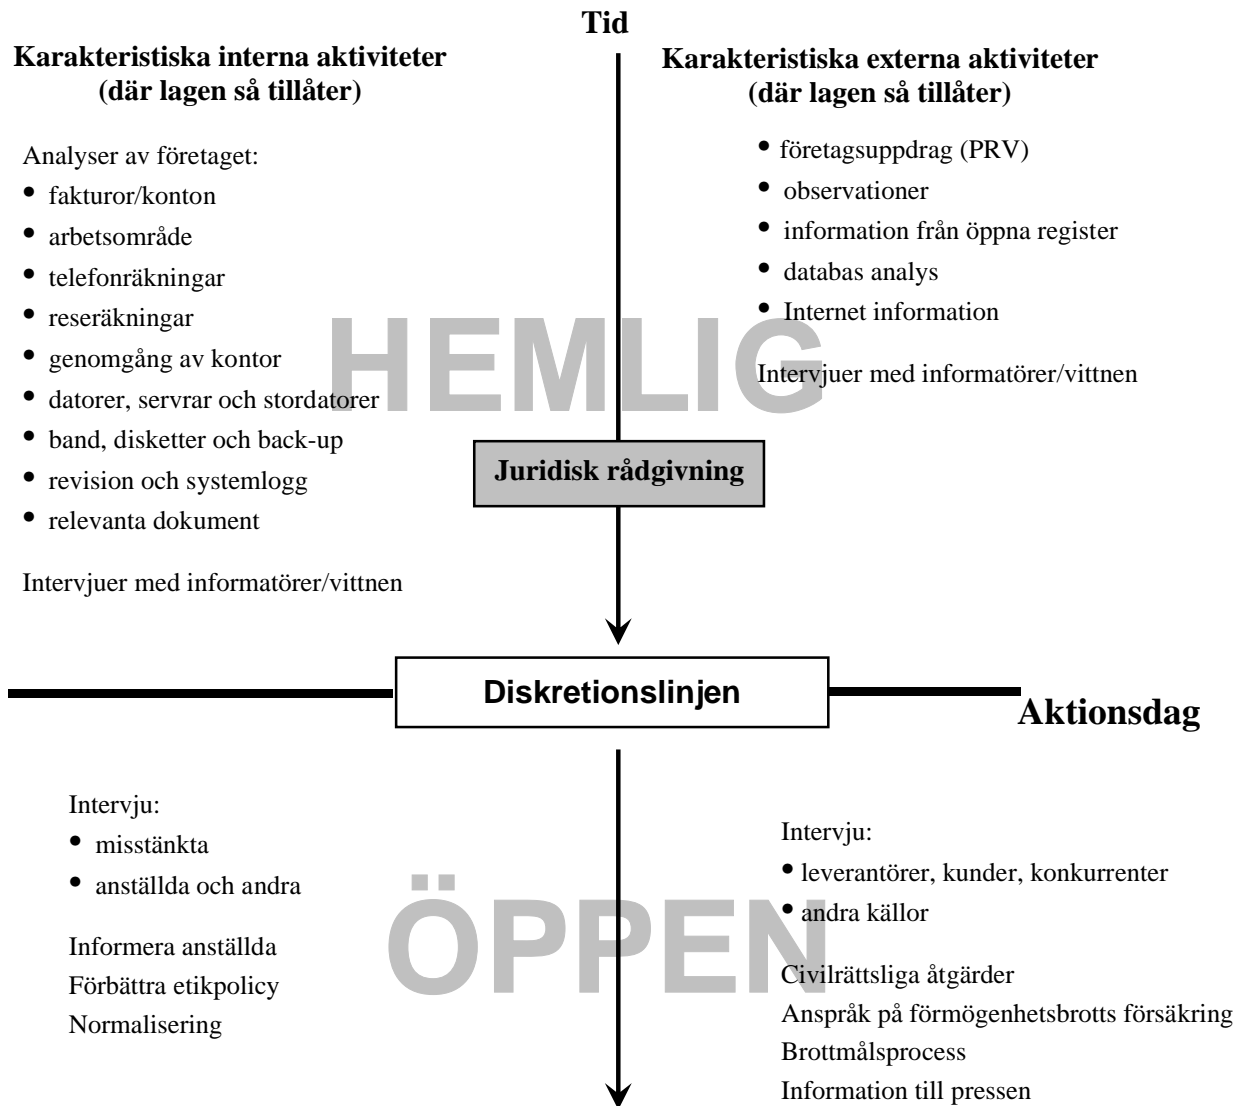 Tid
Karakteristiska interna aktiviteter
(där lagen så tillåter)
Analyser av företaget:
• fakturor/konton
• arbetsområde
• telefonräkningar
• reseräkningar
• genomgång av kontor
• datorer, servrar och stordatorer
• band, disketter och back-up
• revision och systemlogg
• relevanta dokument
Intervjuer med informatörer/vittnen
Karakteristiska externa aktiviteter
(där lagen så tillåter)
• företagsuppdrag (PRV)
• observationer
• information från öppna register
• databas analys
• Internet information
Intervjuer med informatörer/vittnen
HEMLIG
Juridisk rådgivning
Diskretionslinjen
Aktionsdag
Intervju:
• misstänkta
• anställda och andra
Informera anställda
Förbättra etikpolicy
Normalisering
ÖPPEN
Intervju:
• leverantörer, kunder, konkurrenter
• andra källor
Civilrättsliga åtgärder
Anspråk på förmögenhetsbrotts försäkring
Brottmålsprocess
Information till pressen